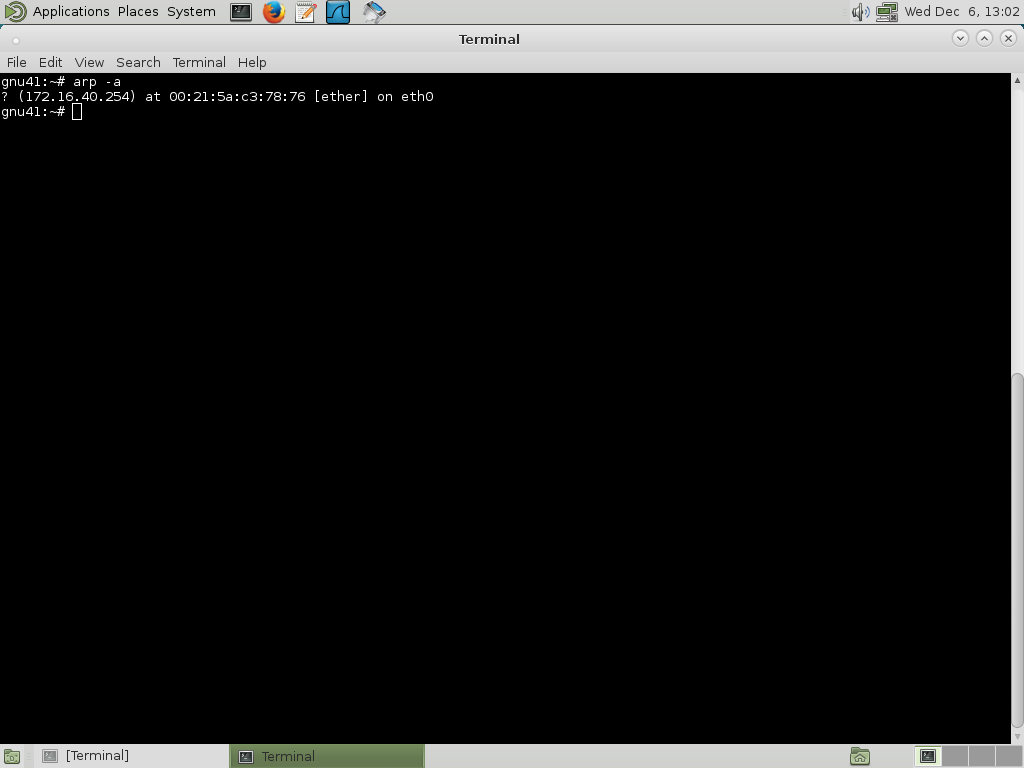 Applications Places System Wed Dec 6, 13:02
Terminal
File Edit View Search Terminal Help
gnu41:~# arp -a
? (172.16.40.254) at 00:21:5a:c3:78:76 [ether] on eth0
gnu41:~#
[Terminal] Terminal